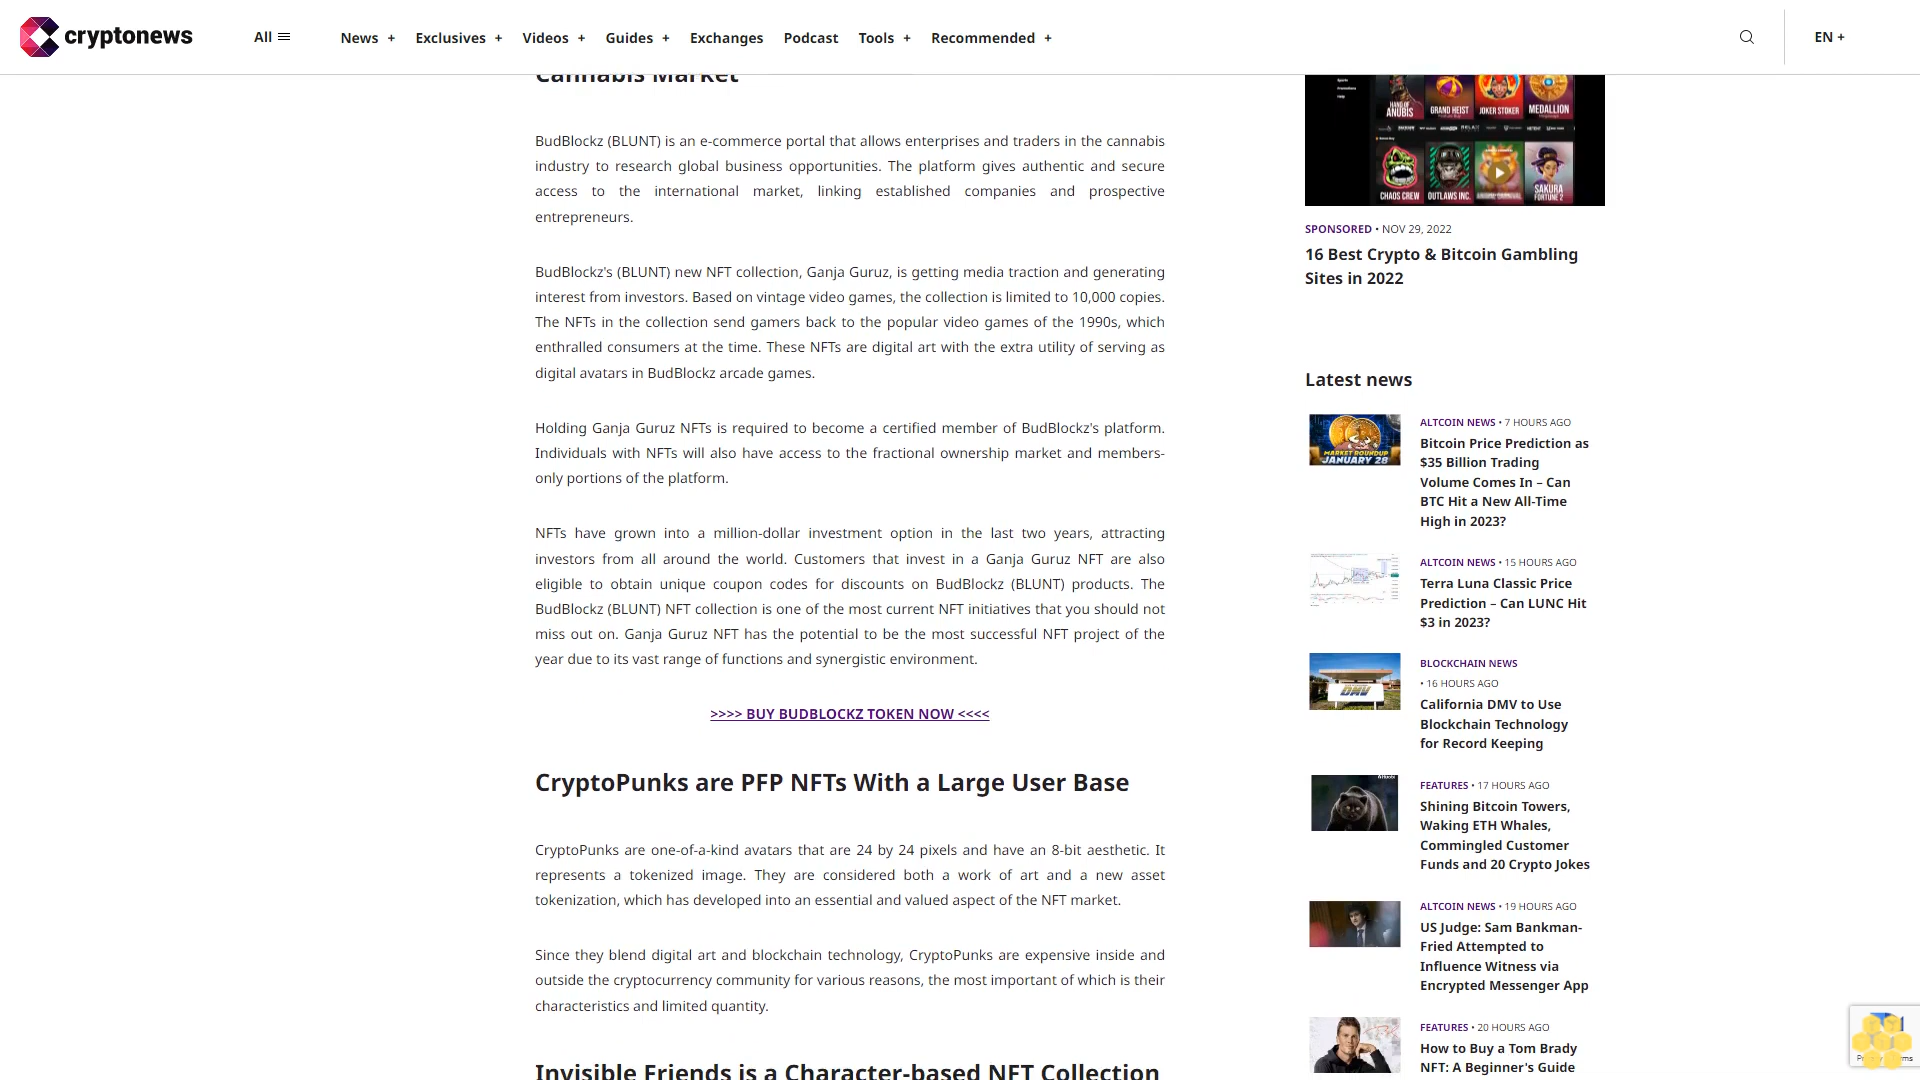 cryptonews
All
News +
Exclusives +
Videos +
Guides +
Exchanges
Podcast
Tools +
Recommended +
EN +
Cannabis Market
BudBlockz (BLUNT) is an e-commerce portal that allows enterprises and traders in the cannabis
industry to research global business opportunities. The platform gives authentic and secure
access to the international market, linking established companies and prospective
entrepreneurs.
BudBlockz's (BLUNT) new NFT collection, Ganja Guruz, is getting media traction and generating
interest from investors. Based on vintage video games, the collection is limited to 10,000 copies.
The NFTs in the collection send gamers back to the popular video games of the 1990s, which
enthralled consumers at the time. These NFTs are digital art with the extra utility of serving as
digital avatars in BudBlockz arcade games.
Holding Ganja Guruz NFTs is required to become a certified member of BudBlockz's platform.
Individuals with NFTs will also have access to the fractional ownership market and members-
only portions of the platform.
NFTs have grown into a million-dollar investment option in the last two years, attracting
investors from all around the world. Customers that invest in a Ganja Guruz NFT are also
eligible to obtain unique coupon codes for discounts on BudBlockz (BLUNT) products. The
BudBlockz (BLUNT) NFT collection is one of the most current NFT initiatives that you should not
miss out on. Ganja Guruz NFT has the potential to be the most successful NFT project of the
year due to its vast range of functions and synergistic environment.
>>>> BUY BUDBLOCKZ TOKEN NOW <<<<
CryptoPunks are PFP NFTs With a Large User Base
CryptoPunks are one-of-a-kind avatars that are 24 by 24 pixels and have an 8-bit aesthetic. It
represents a tokenized image. They are considered both a work of art and a new asset
tokenization, which has developed into an essential and valued aspect of the NFT market.
Since they blend digital art and blockchain technology, CryptoPunks are expensive inside and
outside the cryptocurrency community for various reasons, the most important of which is their
characteristics and limited quantity.
Invisible Friends is a Character-based NFT Collection
HAND OF
ANUBIS
GRAND HEIST
JOKER STOKER
MEDALLION
CHAOS CREW
OUTLAWS INC.
SAKURA
FORTUNE 2
SPONSORED • NOV 29, 2022
16 Best Crypto & Bitcoin Gambling
Sites in 2022
Latest news
MARKET ROUNDUP
JANUARY 28
ALTCOIN NEWS • 7 HOURS AGO
Bitcoin Price Prediction as
$35 Billion Trading
Volume Comes In – Can
BTC Hit a New All-Time
High in 2023?
ALTCOIN NEWS • 15 HOURS AGO
Terra Luna Classic Price
Prediction – Can LUNC Hit
$3 in 2023?
DMV
BLOCKCHAIN NEWS
• 16 HOURS AGO
California DMV to Use
Blockchain Technology
for Record Keeping
FEATURES • 17 HOURS AGO
Shining Bitcoin Towers,
Waking ETH Whales,
Commingled Customer
Funds and 20 Crypto Jokes
ALTCOIN NEWS • 19 HOURS AGO
US Judge: Sam Bankman-
Fried Attempted to
Influence Witness via
Encrypted Messenger App
FEATURES • 20 HOURS AGO
How to Buy a Tom Brady
NFT: A Beginner's Guide